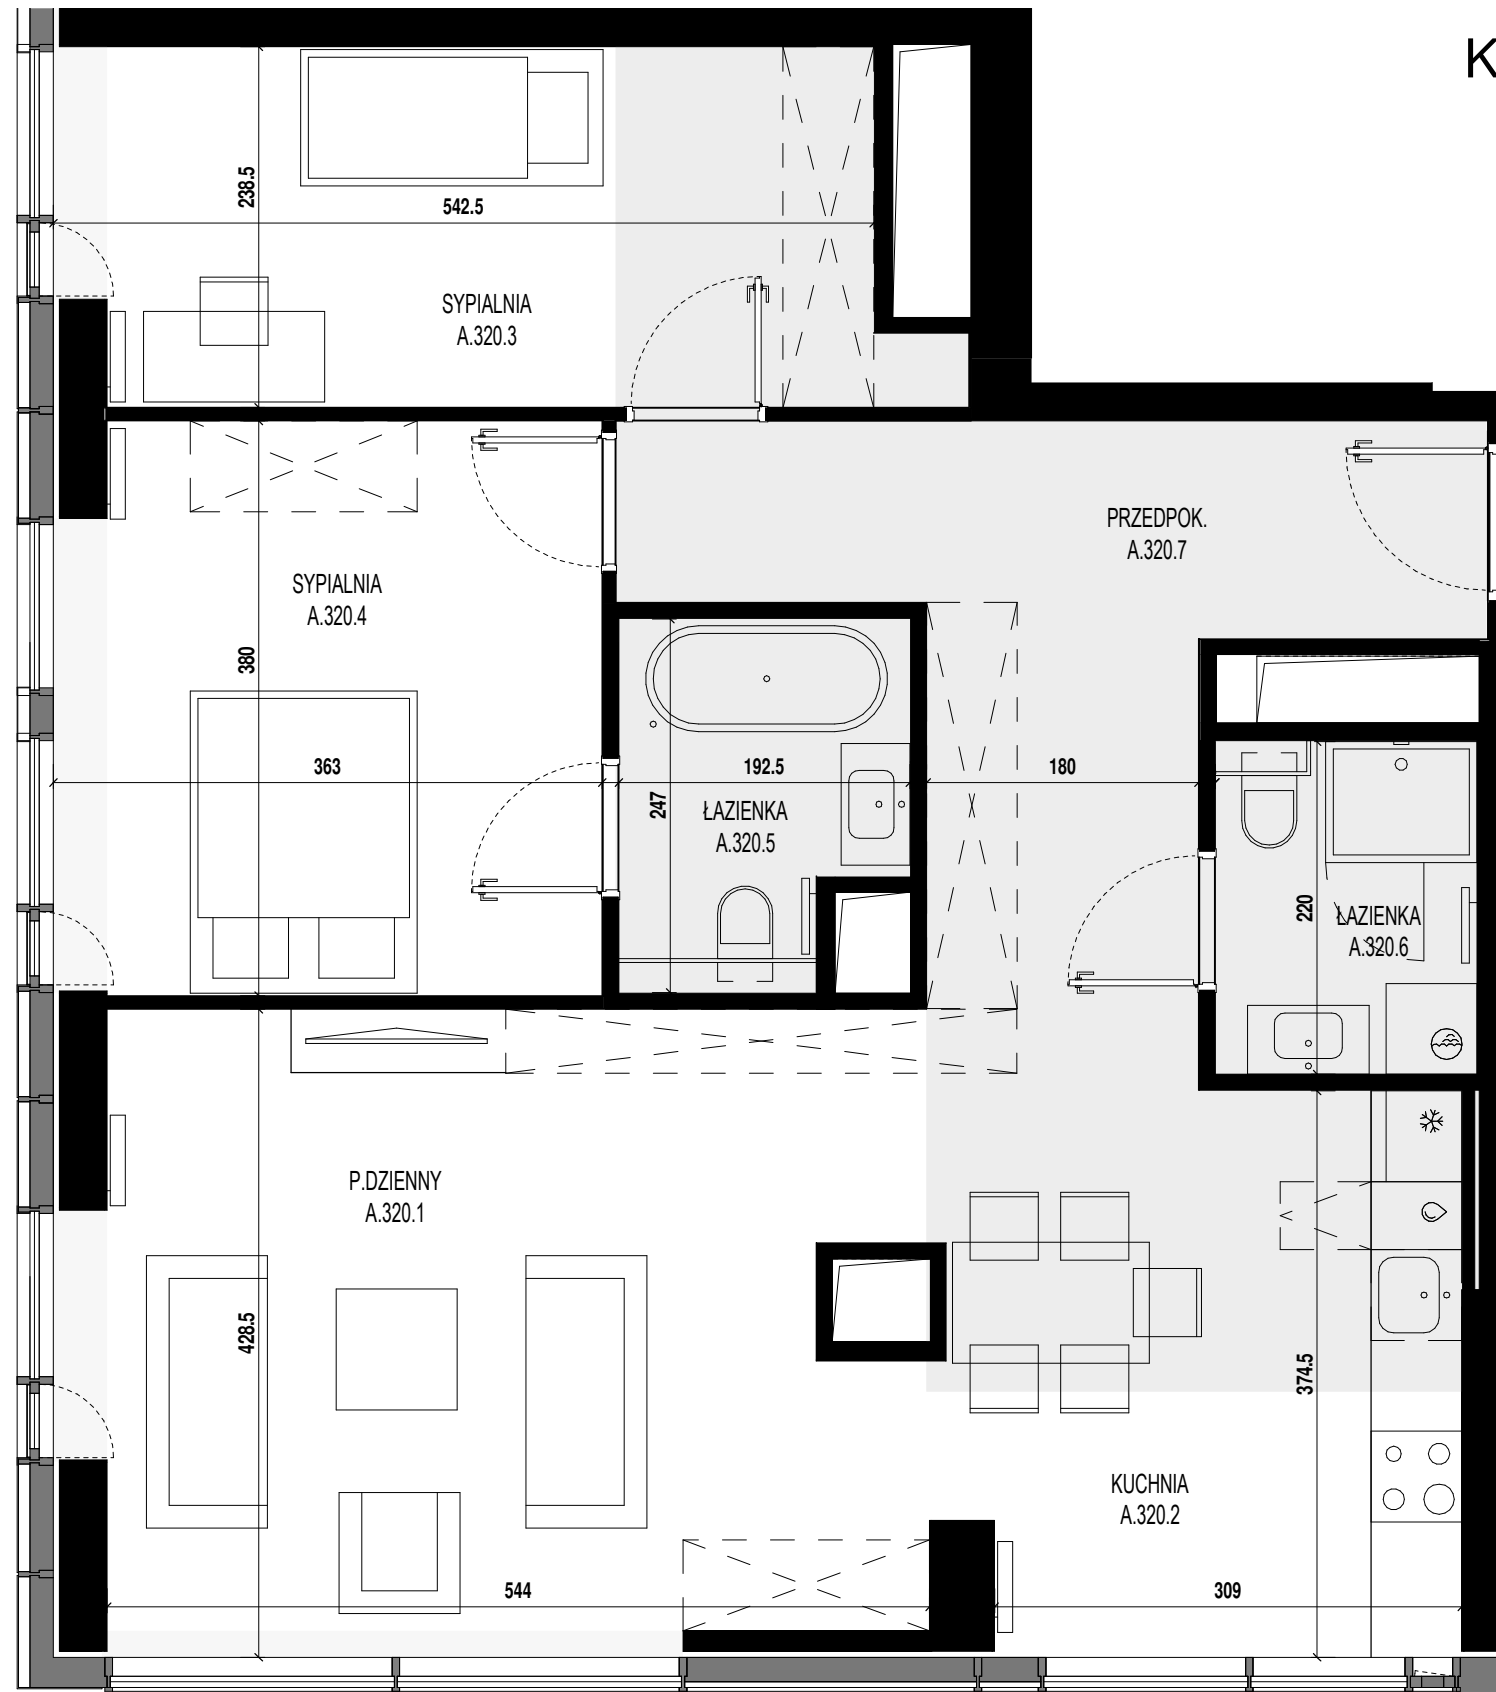 K
238.5
542.5
SYPIALNIA
A.320.3
PRZEDPOK.
A.320.7
SYPIALNIA
A.320.4
380
363
192.5
180
247
ŁAZIENKA
A.320.5
220
ŁAZIENKA
A.320.6
P.DZIENNY
A.320.1
428.5
374.5
KUCHNIA
A.320.2
544
309